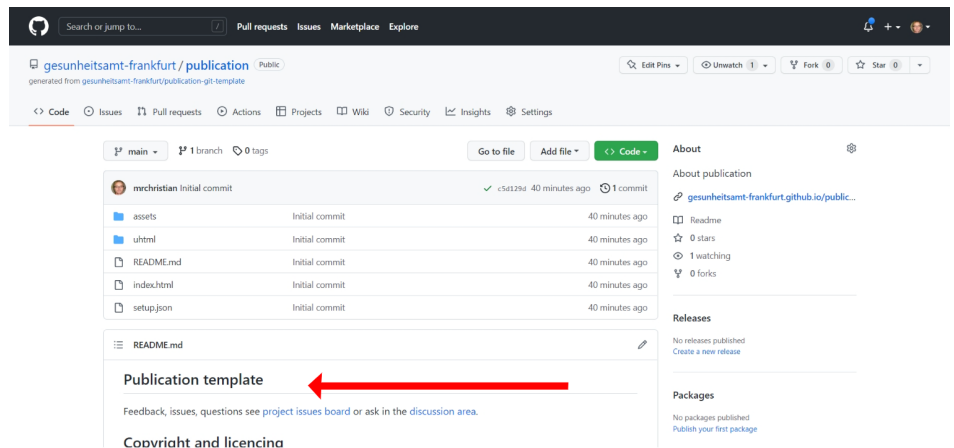 Search or jump to... / Pull requests Issues Marketplace Explore
gesunheitsamt-frankfurt / publication Public
generated from gesunheitsamt-frankfurt/publication-git-template
Edit Pins Unwatch 1 Fork 0 Star 0
<> Code Issues Pull requests Actions Projects Wiki Security Insights Settings
main 1 branch 0 tags Go to file Add file <> Code
mrchristian Initial commit c5d129d 40 minutes ago 1 commit
assets Initial commit 40 minutes ago
uhtml Initial commit 40 minutes ago
README.md Initial commit 40 minutes ago
index.html Initial commit 40 minutes ago
setup.json Initial commit 40 minutes ago
README.md
Publication template
Feedback, issues, questions see project issues board or ask in the discussion area.
Copyright and licencing
About
About publication
gesunheitsamt-frankfurt.github.io/public...
Readme
0 stars
1 watching
0 forks
Releases
No releases published
Create a new release
Packages
No packages published
Publish your first package